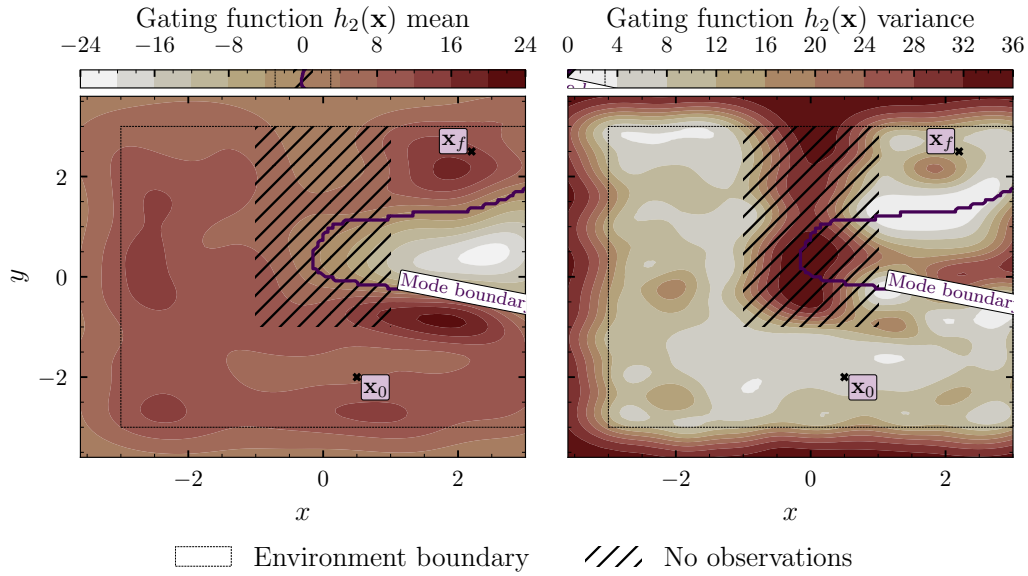 Gating function h₂(𝐱) mean
−24 −16 −8 0 8 16 24
2
0
−2
y
−2 0 2
x
𝐱f
𝐱₀
Mode boundar
Gating function h₂(𝐱) variance
0 4 8 12 16 20 24 28 32 36
−2 0 2
x
𝐱f
𝐱₀
Mode boundar
Environment boundary
No observations